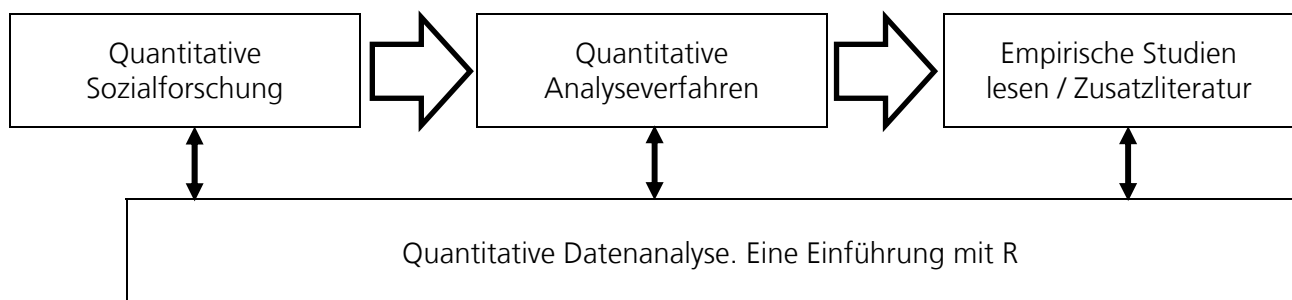 Quantitative
Sozialforschung
Quantitative
Analyseverfahren
Empirische Studien
lesen / Zusatzliteratur
Quantitative Datenanalyse. Eine Einführung mit R